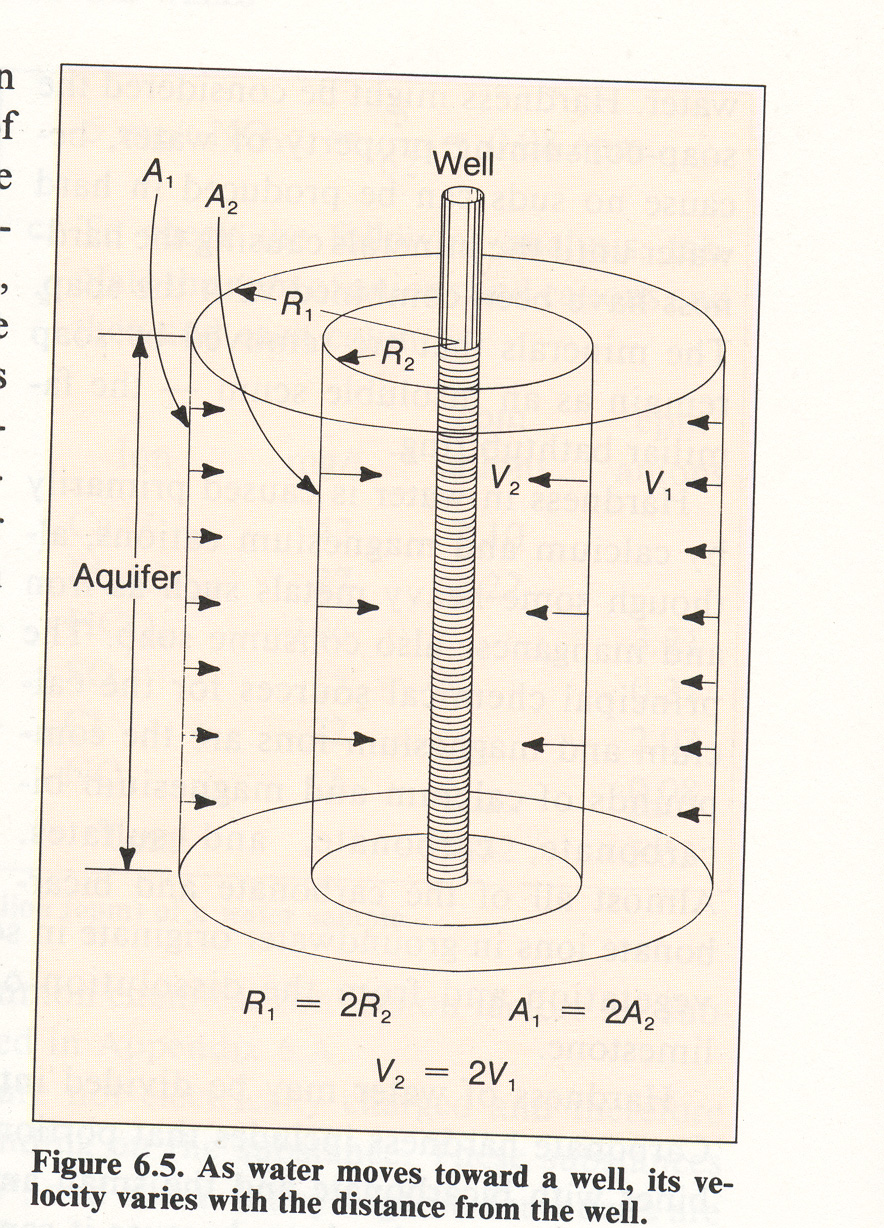 n
of
e
-
,
e
s
-
.
Well
A₁
A₂
R₁
R₂
V₂
V₁
Aquifer
R₁ = 2R₂ A₁ = 2A₂
V₂ = 2V₁
Figure 6.5. As water moves toward a well, its ve-
locity varies with the distance from the well.